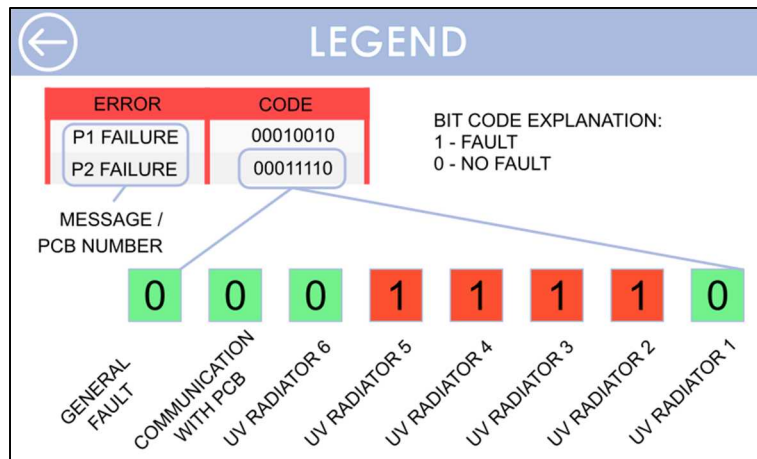 LEGEND
ERROR CODE
P1 FAILURE 00010010
P2 FAILURE 00011110
MESSAGE /
PCB NUMBER
BIT CODE EXPLANATION:
1 - FAULT
0 - NO FAULT
0 0 0 1 1 1 1 0
GENERAL
FAULT
COMMUNICATION
WITH PCB
UV RADIATOR 6
UV RADIATOR 5
UV RADIATOR 4
UV RADIATOR 3
UV RADIATOR 2
UV RADIATOR 1